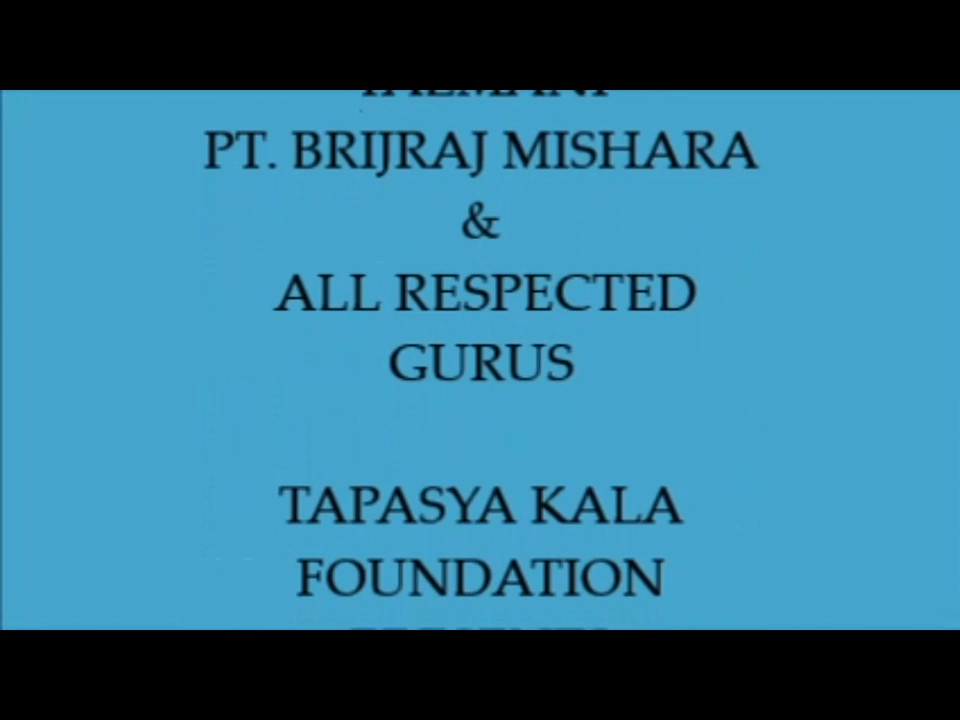 PT. BRIJRAJ MISHARA
&
ALL RESPECTED
GURUS
TAPASYA KALA
FOUNDATION